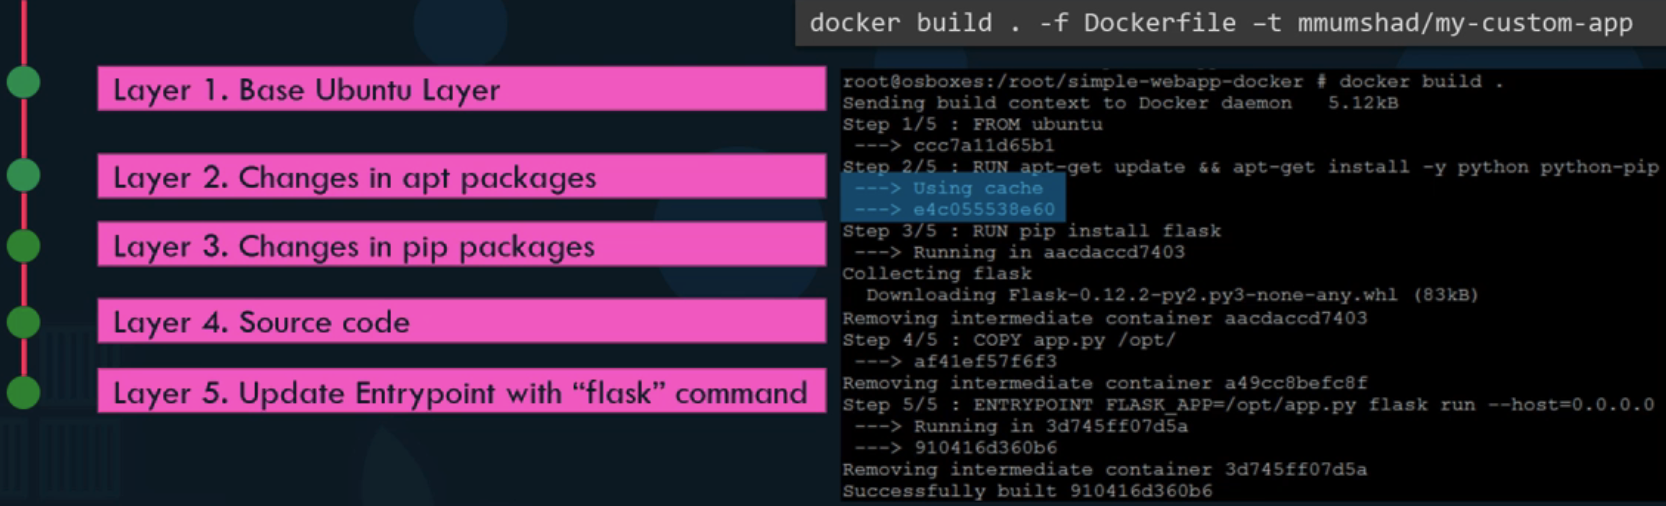 docker build . -f Dockerfile –t mmumshad/my-custom-app
Layer 1. Base Ubuntu Layer
Layer 2. Changes in apt packages
Layer 3. Changes in pip packages
Layer 4. Source code
Layer 5. Update Entrypoint with “flask” command
root@osboxes:/root/simple-webapp-docker # docker build .
Sending build context to Docker daemon 5.12kB
Step 1/5 : FROM ubuntu
---> ccc7a11d65b1
Step 2/5 : RUN apt-get update && apt-get install -y python python-pip
---> Using cache
---> e4c055538e60
Step 3/5 : RUN pip install flask
---> Running in aacdaccd7403
Collecting flask
Downloading Flask-0.12.2-py2.py3-none-any.whl (83kB)
Removing intermediate container aacdaccd7403
Step 4/5 : COPY app.py /opt/
---> af41ef57f6f3
Removing intermediate container a49cc8befc8f
Step 5/5 : ENTRYPOINT FLASK_APP=/opt/app.py flask run --host=0.0.0.0
---> Running in 3d745ff07d5a
---> 910416d360b6
Removing intermediate container 3d745ff07d5a
Successfully built 910416d360b6